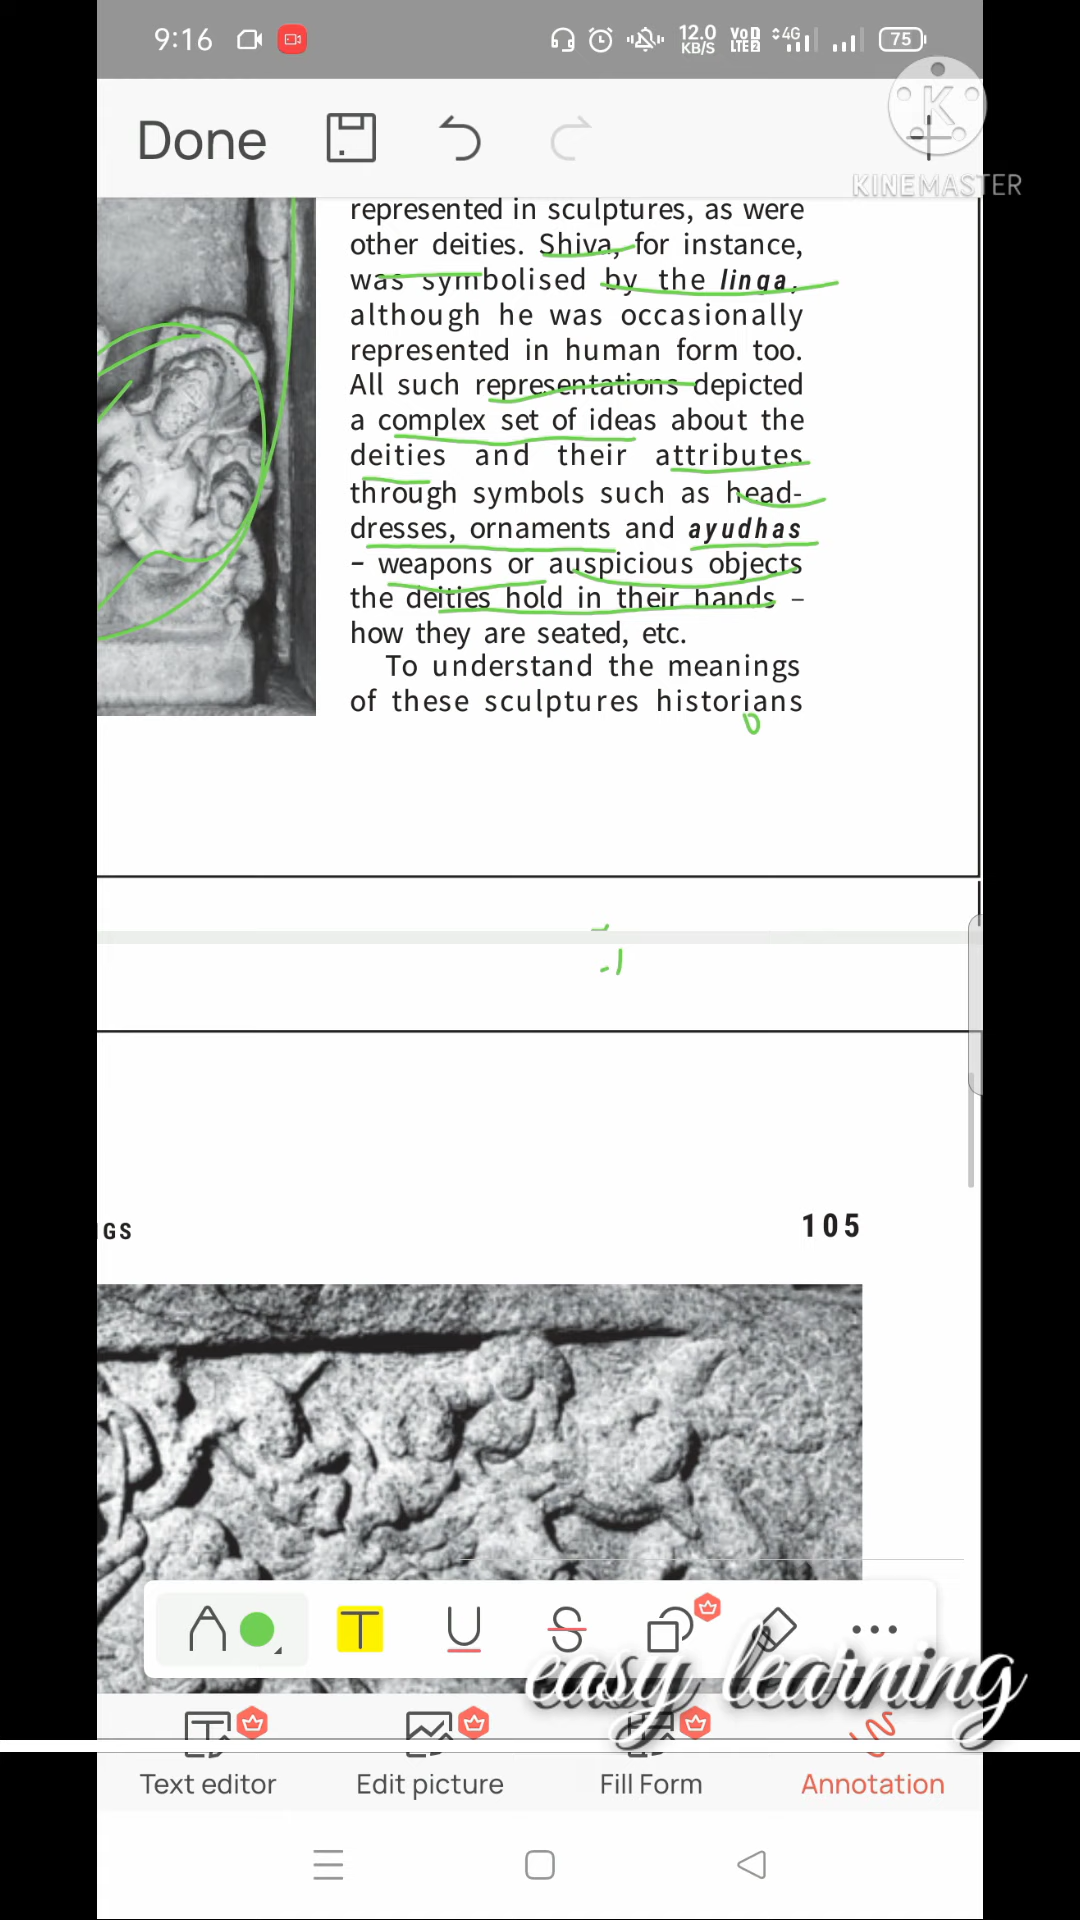 9:16
12.0
KB/S
VoD
LTE2
4G
75
Done
K
KINEMASTER
represented in sculptures, as were
other deities. Shiva, for instance,
was symbolised by the linga,
although he was occasionally
represented in human form too.
All such representations depicted
a complex set of ideas about the
deities and their attributes
through symbols such as head-
dresses, ornaments and ayudhas
– weapons or auspicious objects
the deities hold in their hands –
how they are seated, etc.
To understand the meanings
of these sculptures historians
GS
105
T
U
S
easy learning
Text editor
Edit picture
Fill Form
Annotation